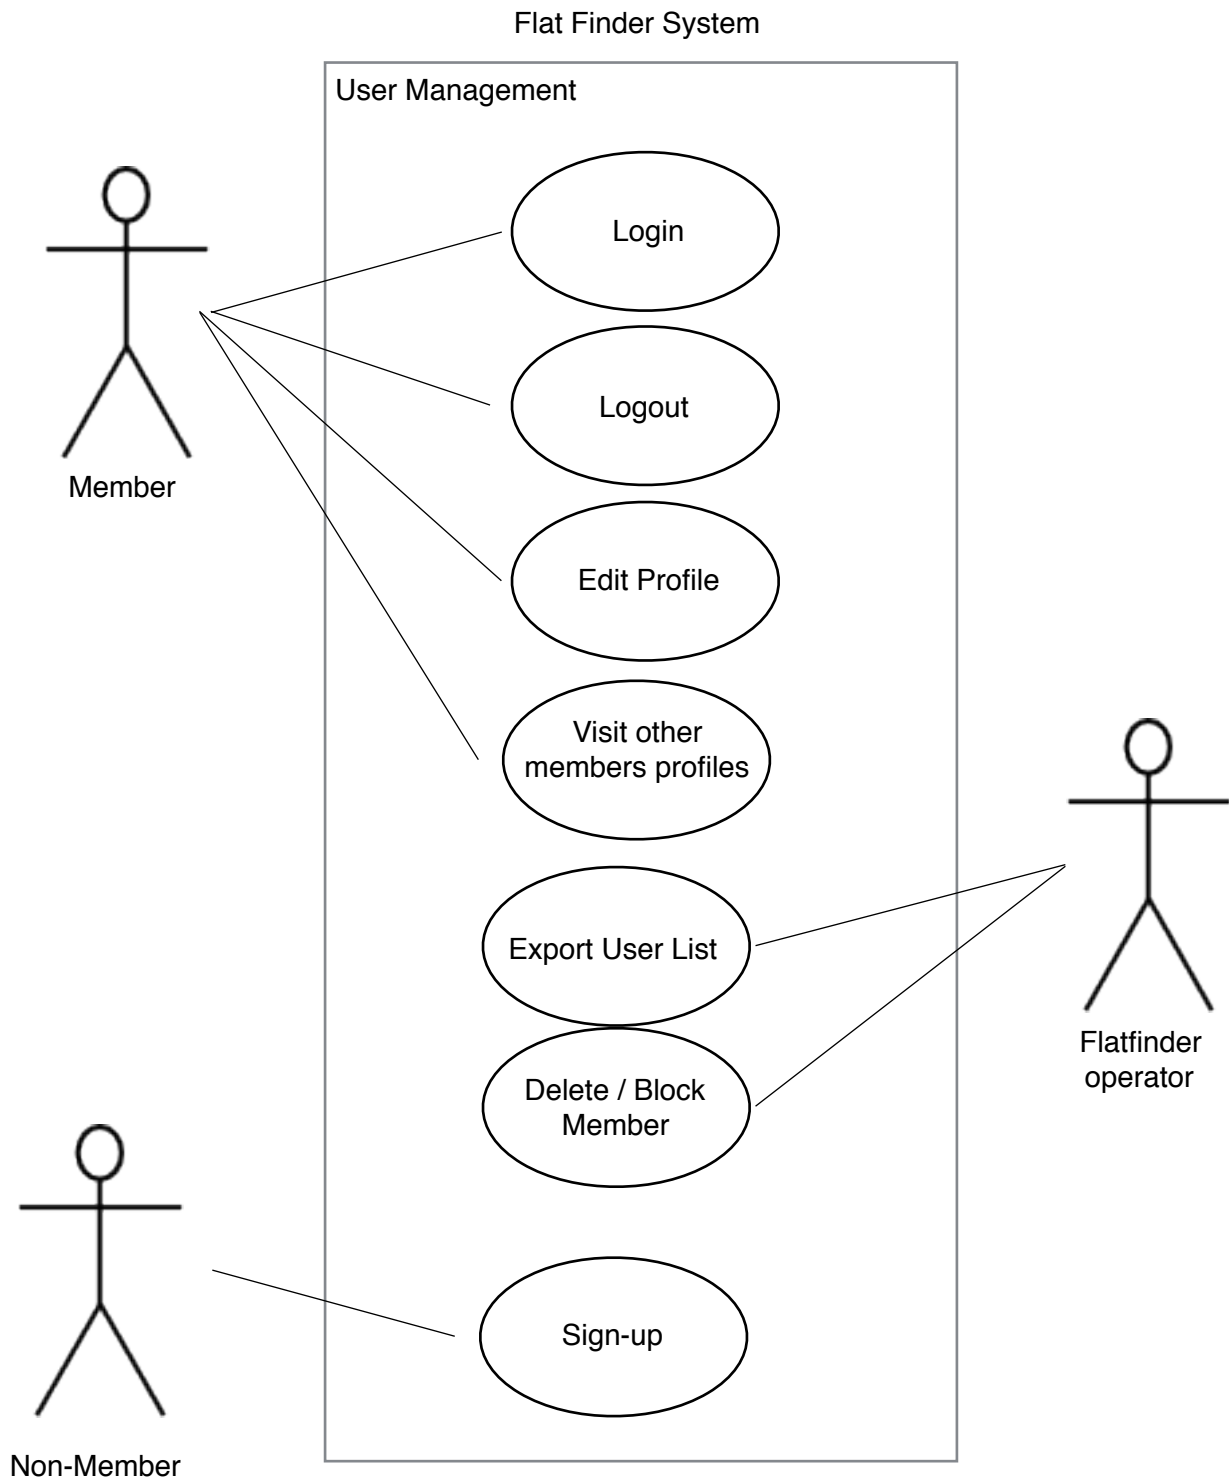 Flat Finder System
User Management
Login
Logout
Member
Edit Profile
Visit other
members profiles
Export User List
Flatfinder
operator
Delete / Block
Member
Sign-up
Non-Member